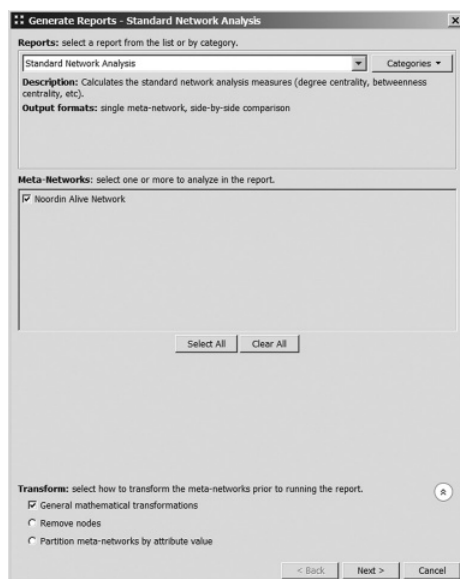 Generate Reports - Standard Network Analysis
Reports: select a report from the list or by category.
Standard Network Analysis
Categories
Description: Calculates the standard network analysis measures (degree centrality, betweenness
centrality, etc).
Output formats: single meta-network, side-by-side comparison
Meta-Networks: select one or more to analyze in the report.
Noordin Alive Network
Select All
Clear All
Transform: select how to transform the meta-networks prior to running the report.
General mathematical transformations
Remove nodes
Partition meta-networks by attribute value
< Back
Next >
Cancel